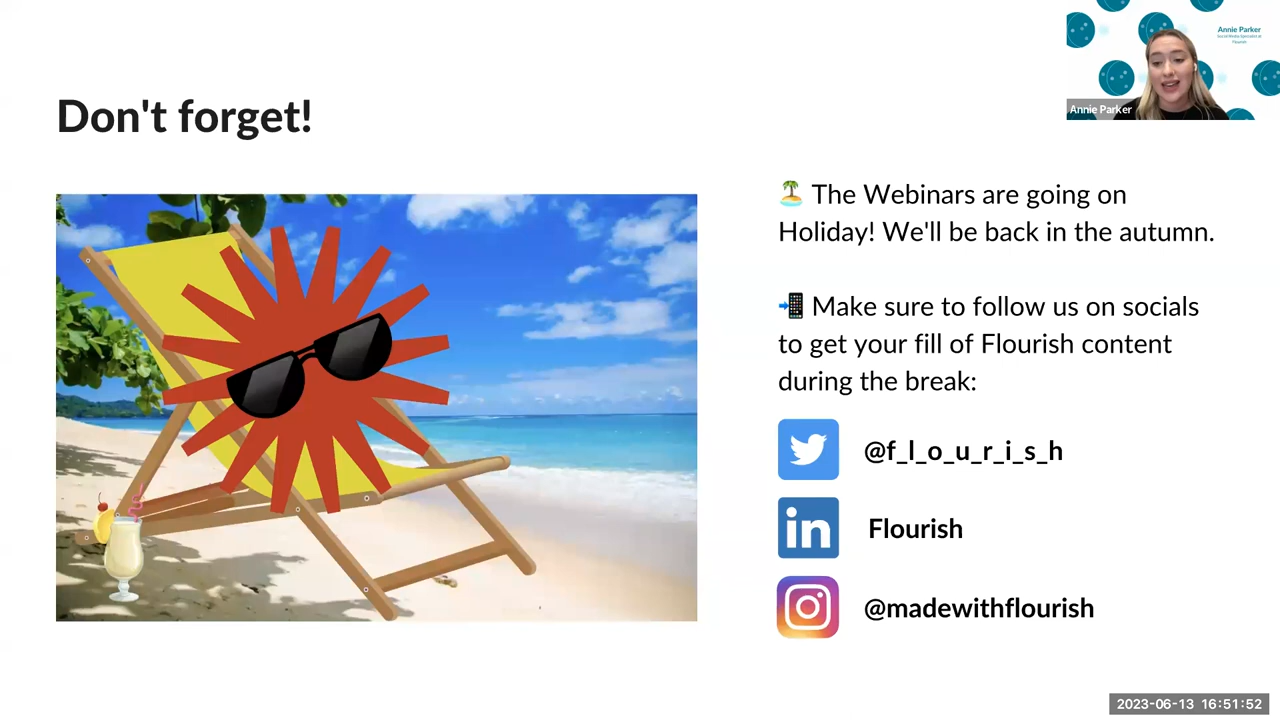 Annie Parker
Social Media Specialist at
Flourish
Annie Parker
Don't forget!
🏝️ The Webinars are going on
Holiday! We'll be back in the autumn.
📲 Make sure to follow us on socials
to get your fill of Flourish content
during the break:
@f_l_o_u_r_i_s_h
in Flourish
@madewithflourish
2023-06-13 16:51:52